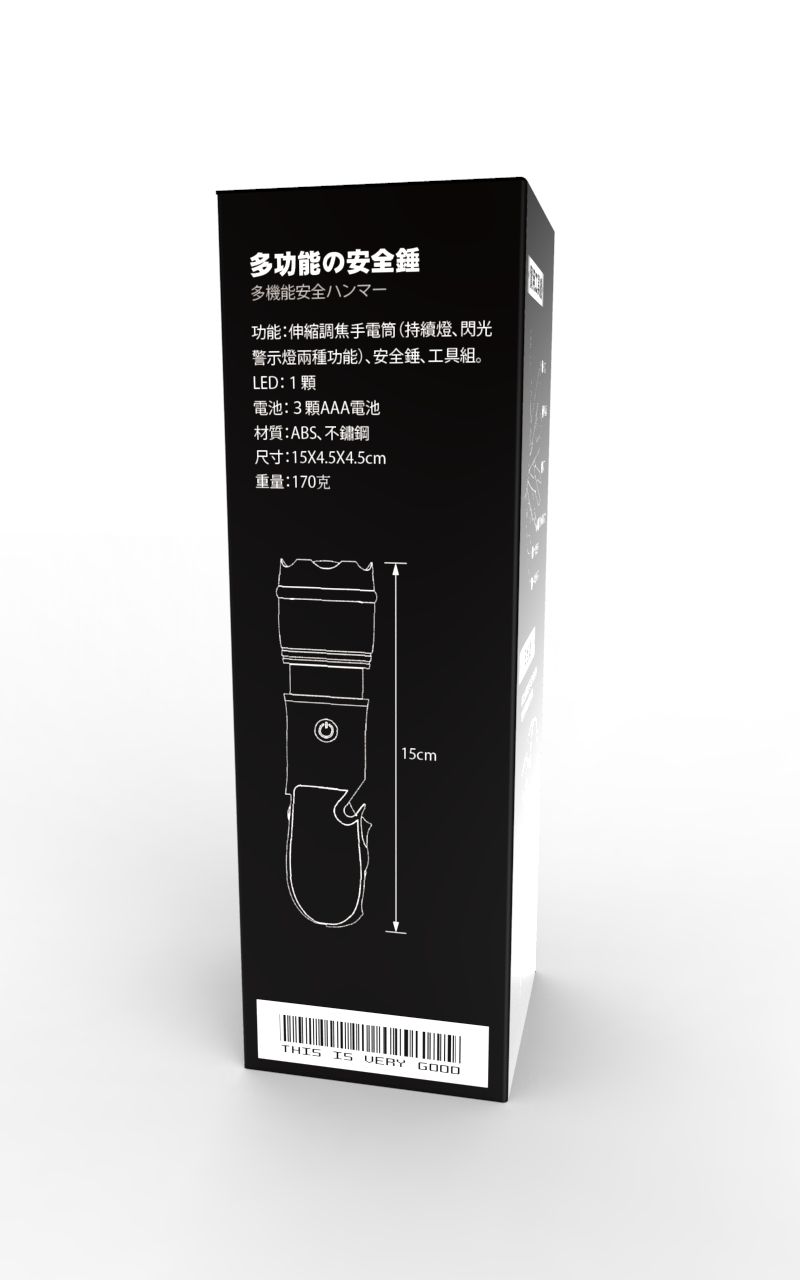 多功能の安全錘
多機能安全ハンマー
功能：伸縮調焦手電筒（持續燈、閃光
警示燈兩種功能）、安全錘、工具組。
LED：1 顆
電池：3 顆AAA電池
材質：ABS、不鏽鋼
尺寸：15X4.5X4.5cm
重量：170克
15cm
THIS IS VERY GOOD